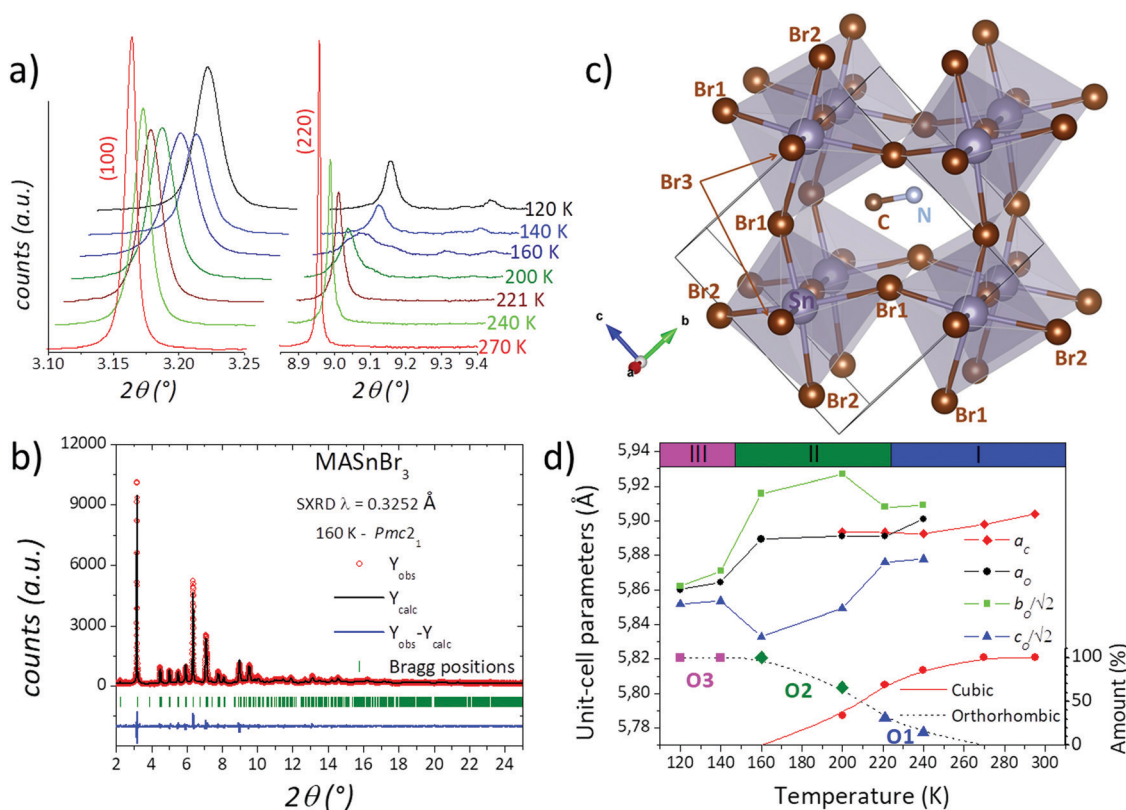 a)
counts (a.u.)
(100)
(220)
120 K
140 K
160 K
200 K
221 K
240 K
270 K
3.10
3.15
3.20
3.25
8.9
9.0
9.1
9.2
9.3
9.4
2θ (°)
2θ (°)
b)
counts (a.u.)
12000
9000
6000
3000
0
MASnBr3
SXRD λ = 0.3252 Å
160 K - Pmc21
Yobs
Ycalc
Yobs-Ycalc
Bragg positions
2
4
6
8
10
12
14
16
18
20
22
24
2θ (°)
c)
Br2
Br1
Br3
Br1
C
N
Br2
Sn
Br1
Br2
Br2
Br1
c
b
a
d)
III
II
I
Unit-cell parameters (Å)
5,94
5,92
5,90
5,88
5,86
5,84
5,82
5,80
5,78
ac
ao
bo/√2
co/√2
O3
O2
O1
Cubic
Orthorhombic
100
50
0
Amount (%)
120
140
160
180
200
220
240
260
280
300
Temperature (K)